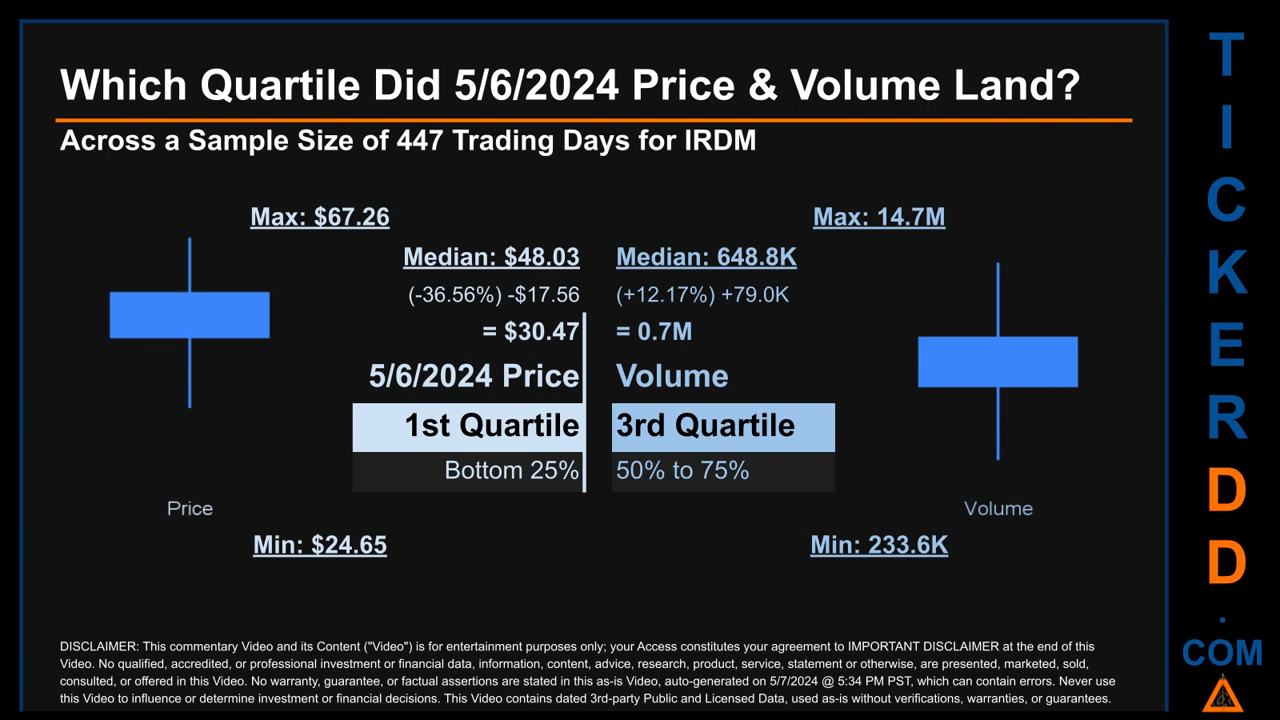 Which Quartile Did 5/6/2024 Price & Volume Land?
Across a Sample Size of 447 Trading Days for IRDM
Max: $67.26
Median: $48.03
(-36.56%) -$17.56
= $30.47
5/6/2024 Price
1st Quartile
Bottom 25%
Price
Min: $24.65
Max: 14.7M
Median: 648.8K
(+12.17%) +79.0K
= 0.7M
Volume
3rd Quartile
50% to 75%
Volume
Min: 233.6K
DISCLAIMER: This commentary Video and its Content ("Video") is for entertainment purposes only; your Access constitutes your agreement to IMPORTANT DISCLAIMER at the end of this
Video. No qualified, accredited, or professional investment or financial data, information, content, advice, research, product, service, statement or otherwise, are presented, marketed, sold,
consulted, or offered in this Video. No warranty, guarantee, or factual assertions are stated in this as-is Video, auto-generated on 5/7/2024 @ 5:34 PM PST, which can contain errors. Never use
this Video to influence or determine investment or financial decisions. This Video contains dated 3rd-party Public and Licensed Data, used as-is without verifications, warranties, or guarantees.
T
I
C
K
E
R
D
D
.
COM